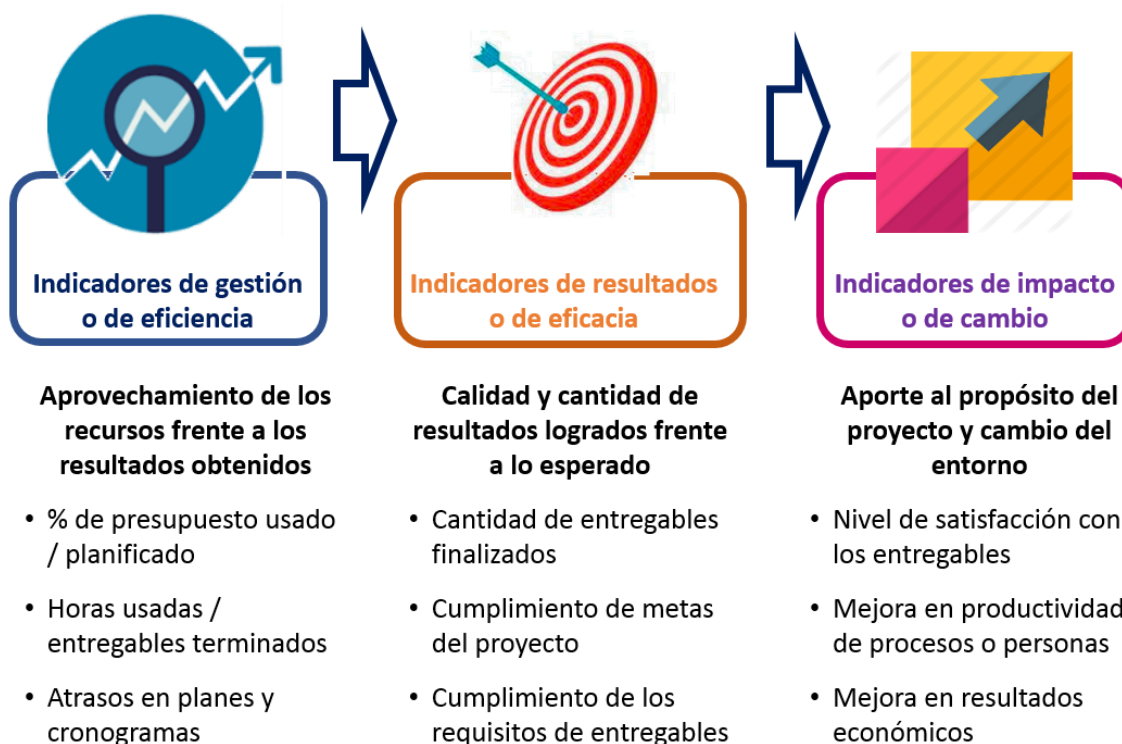 Indicadores de gestión
o de eficiencia
Aprovechamiento de los
recursos frente a los
resultados obtenidos
• % de presupuesto usado
/ planificado
• Horas usadas /
entregables terminados
• Atrasos en planes y
cronogramas
Indicadores de resultados
o de eficacia
Calidad y cantidad de
resultados logrados frente
a lo esperado
• Cantidad de entregables
finalizados
• Cumplimiento de metas
del proyecto
• Cumplimiento de los
requisitos de entregables
Indicadores de impacto
o de cambio
Aporte al propósito del
proyecto y cambio del
entorno
• Nivel de satisfacción con
los entregables
• Mejora en productividad
de procesos o personas
• Mejora en resultados
económicos